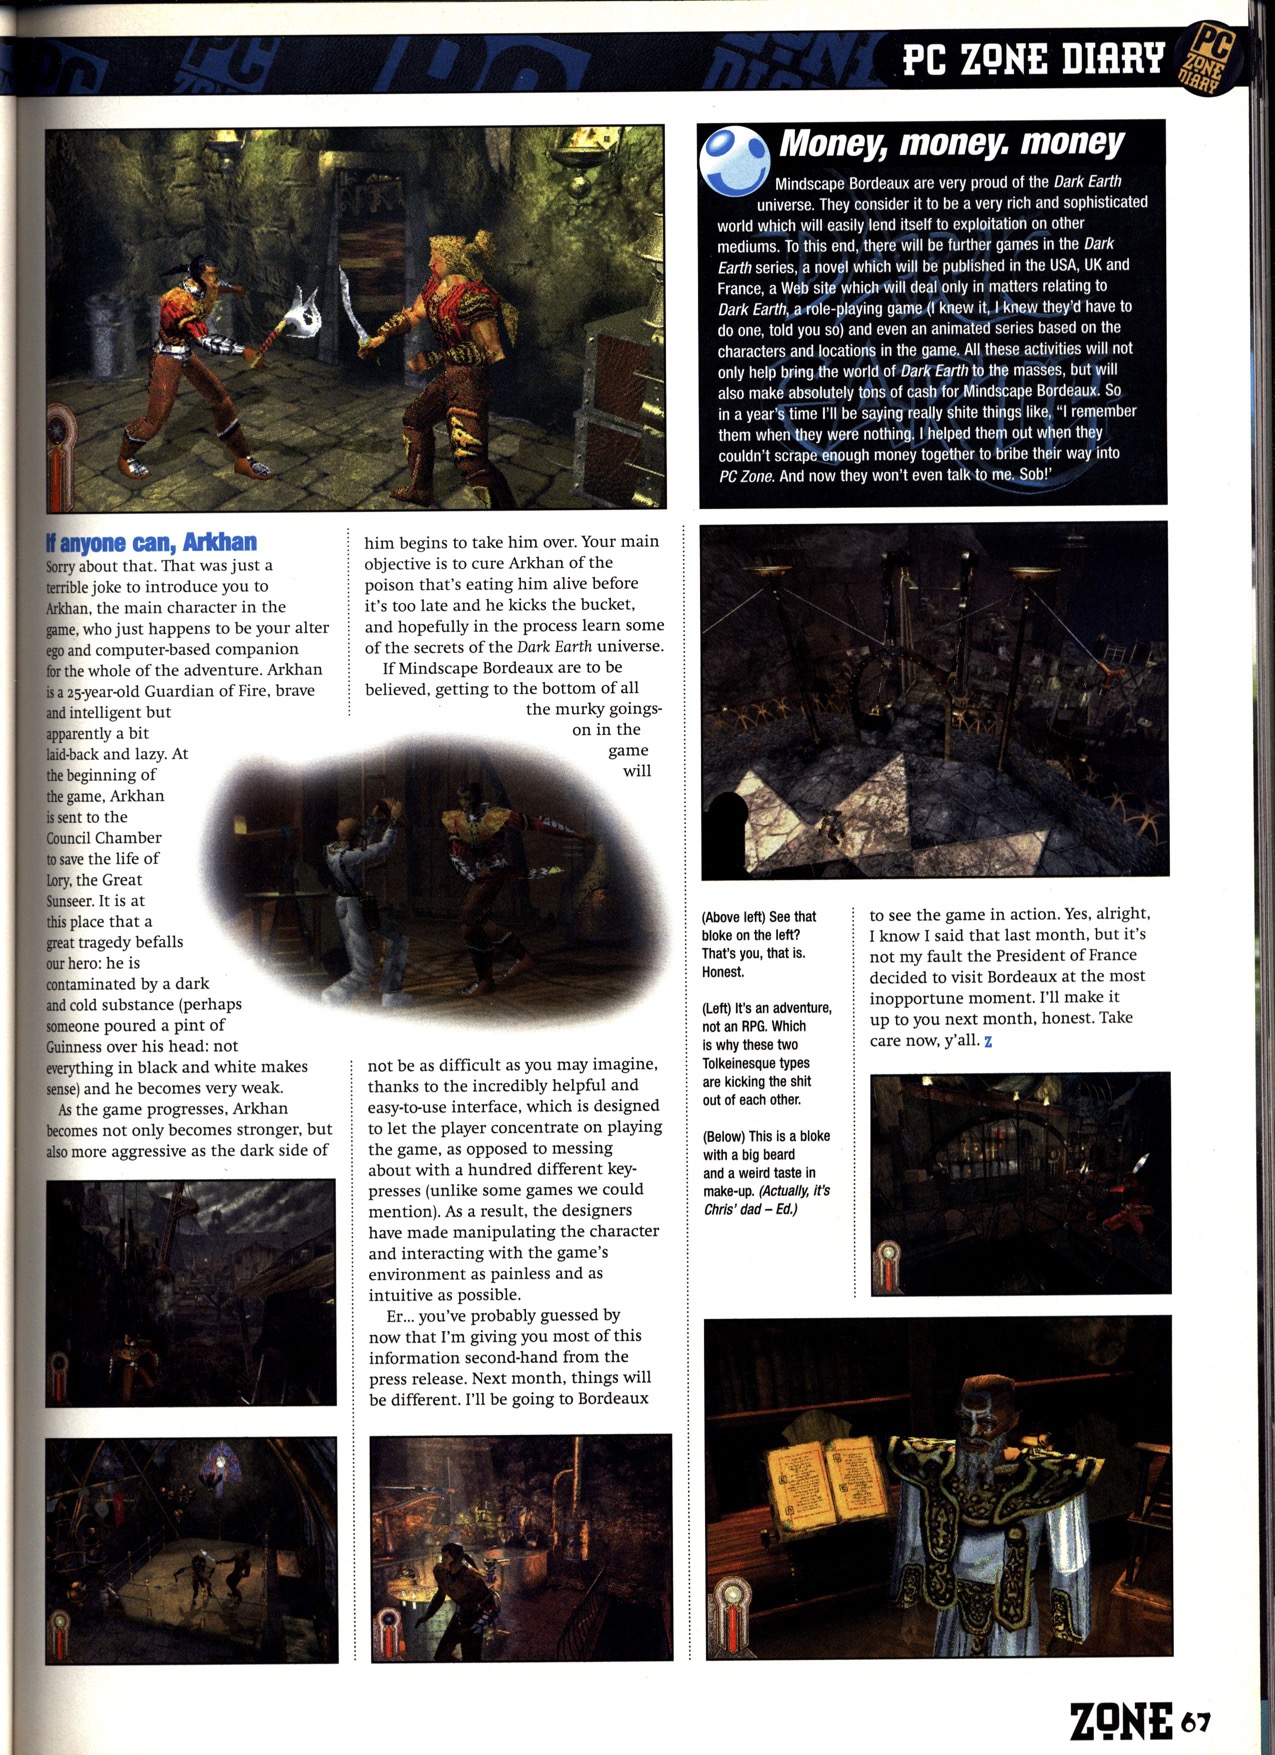 PC ZONE DIARY
PC
ZONE
DIARY
Money, money. money
Mindscape Bordeaux are very proud of the Dark Earth
universe. They consider it to be a very rich and sophisticated
world which will easily lend itself to exploitation on other
mediums. To this end, there will be further games in the Dark
Earth series, a novel which will be published in the USA, UK and
France, a Web site which will deal only in matters relating to
Dark Earth, a role-playing game (I knew it, I knew they'd have to
do one, told you so) and even an animated series based on the
characters and locations in the game. All these activities will not
only help bring the world of Dark Earth to the masses, but will
also make absolutely tons of cash for Mindscape Bordeaux. So
in a year's time I'll be saying really shite things like, "I remember
them when they were nothing. I helped them out when they
couldn't scrape enough money together to bribe their way into
PC Zone. And now they won't even talk to me. Sob!'
If anyone can, Arkhan
Sorry about that. That was just a
terrible joke to introduce you to
Arkhan, the main character in the
game, who just happens to be your alter
ego and computer-based companion
for the whole of the adventure. Arkhan
is a 25-year-old Guardian of Fire, brave
and intelligent but
apparently a bit
laid-back and lazy. At
the beginning of
the game, Arkhan
is sent to the
Council Chamber
to save the life of
Lory, the Great
Sunseer. It is at
this place that a
great tragedy befalls
our hero: he is
contaminated by a dark
and cold substance (perhaps
someone poured a pint of
Guinness over his head: not
everything in black and white makes
sense) and he becomes very weak.
As the game progresses, Arkhan
becomes not only becomes stronger, but
also more aggressive as the dark side of
him begins to take him over. Your main
objective is to cure Arkhan of the
poison that's eating him alive before
it's too late and he kicks the bucket,
and hopefully in the process learn some
of the secrets of the Dark Earth universe.
If Mindscape Bordeaux are to be
believed, getting to the bottom of all
the murky goings-
on in the
game
will
not be as difficult as you may imagine,
thanks to the incredibly helpful and
easy-to-use interface, which is designed
to let the player concentrate on playing
the game, as opposed to messing
about with a hundred different key-
presses (unlike some games we could
mention). As a result, the designers
have made manipulating the character
and interacting with the game's
environment as painless and as
intuitive as possible.
Er... you've probably guessed by
now that I'm giving you most of this
information second-hand from the
press release. Next month, things will
be different. I'll be going to Bordeaux
to see the game in action. Yes, alright,
I know I said that last month, but it's
not my fault the President of France
decided to visit Bordeaux at the most
inopportune moment. I'll make it
up to you next month, honest. Take
care now, y'all. Z
(Above left) See that
bloke on the left?
That's you, that is.
Honest.
(Left) It's an adventure,
not an RPG. Which
is why these two
Tolkeinesque types
are kicking the shit
out of each other.
(Below) This is a bloke
with a big beard
and a weird taste in
make-up. (Actually, it's
Chris' dad – Ed.)
ZONE 67